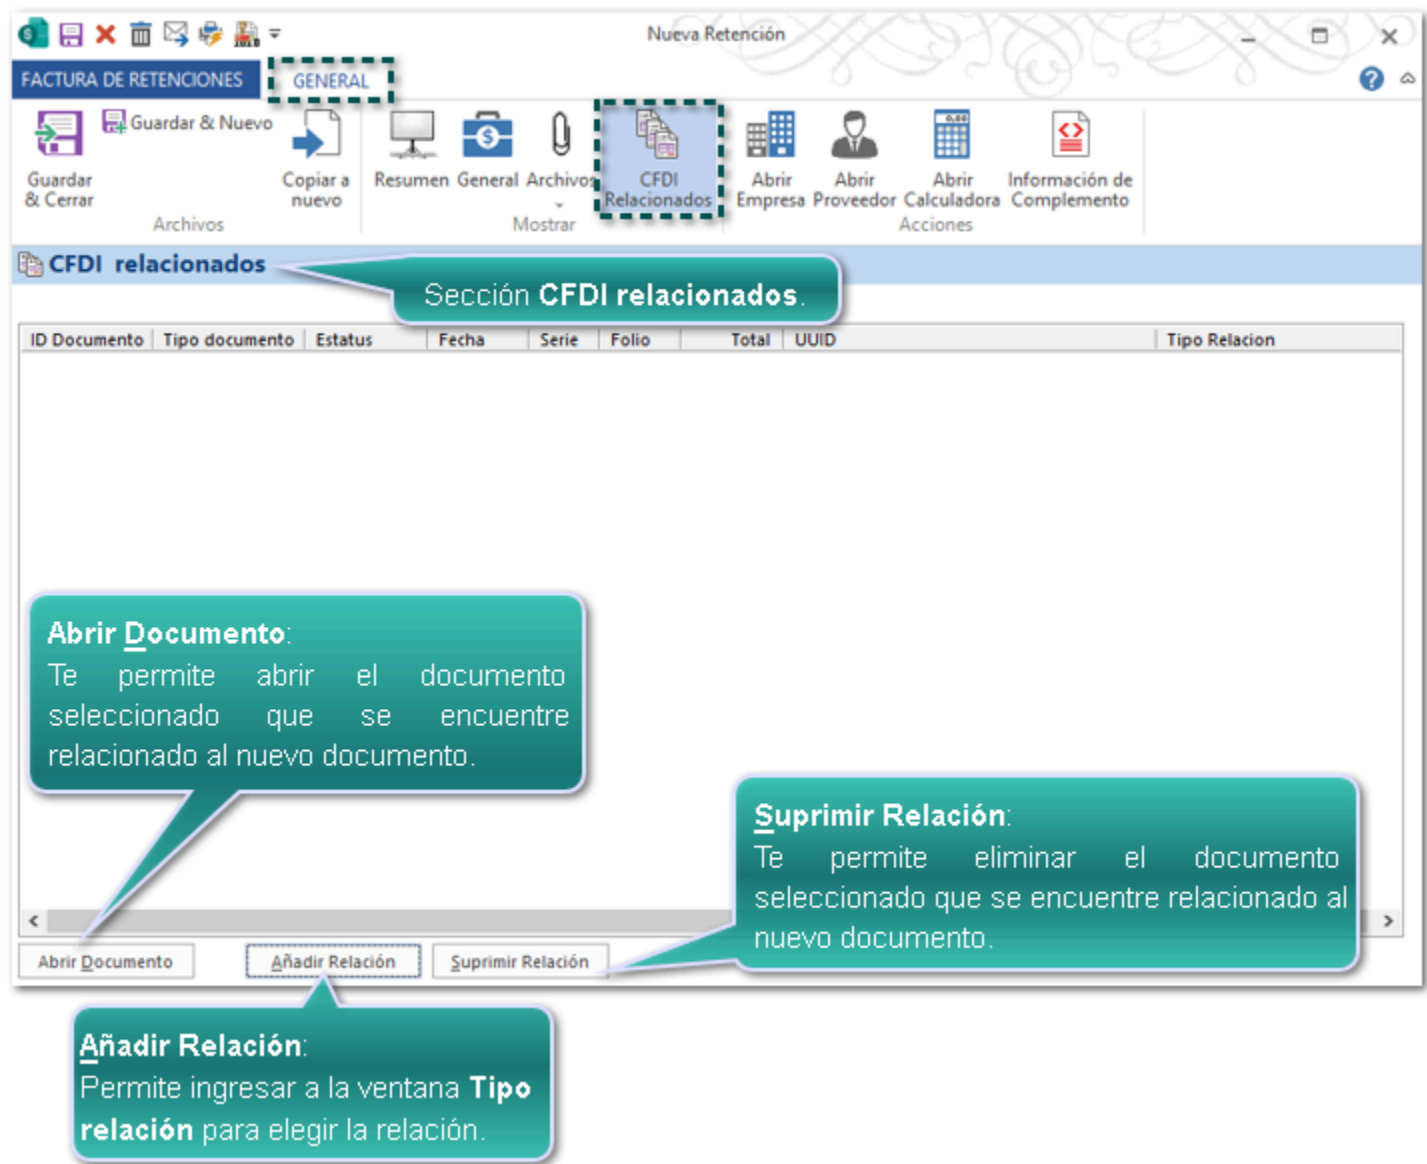 Nueva Retención
FACTURA DE RETENCIONES GENERAL
Guardar & Cerrar
Guardar & Nuevo
Copiar a nuevo
Archivos
Resumen
General
Archivos
CFDI Relacionados
Mostrar
Abrir Empresa
Abrir Proveedor
Abrir Calculadora
Información de Complemento
Acciones
CFDI relacionados
Sección CFDI relacionados.
ID Documento Tipo documento Estatus Fecha Serie Folio Total UUID Tipo Relacion
Abrir Documento:
Te permite abrir el documento
seleccionado que se encuentre
relacionado al nuevo documento.
Suprimir Relación:
Te permite eliminar el documento
seleccionado que se encuentre relacionado al
nuevo documento.
Abrir Documento Añadir Relación Suprimir Relación
Añadir Relación:
Permite ingresar a la ventana Tipo
relación para elegir la relación.